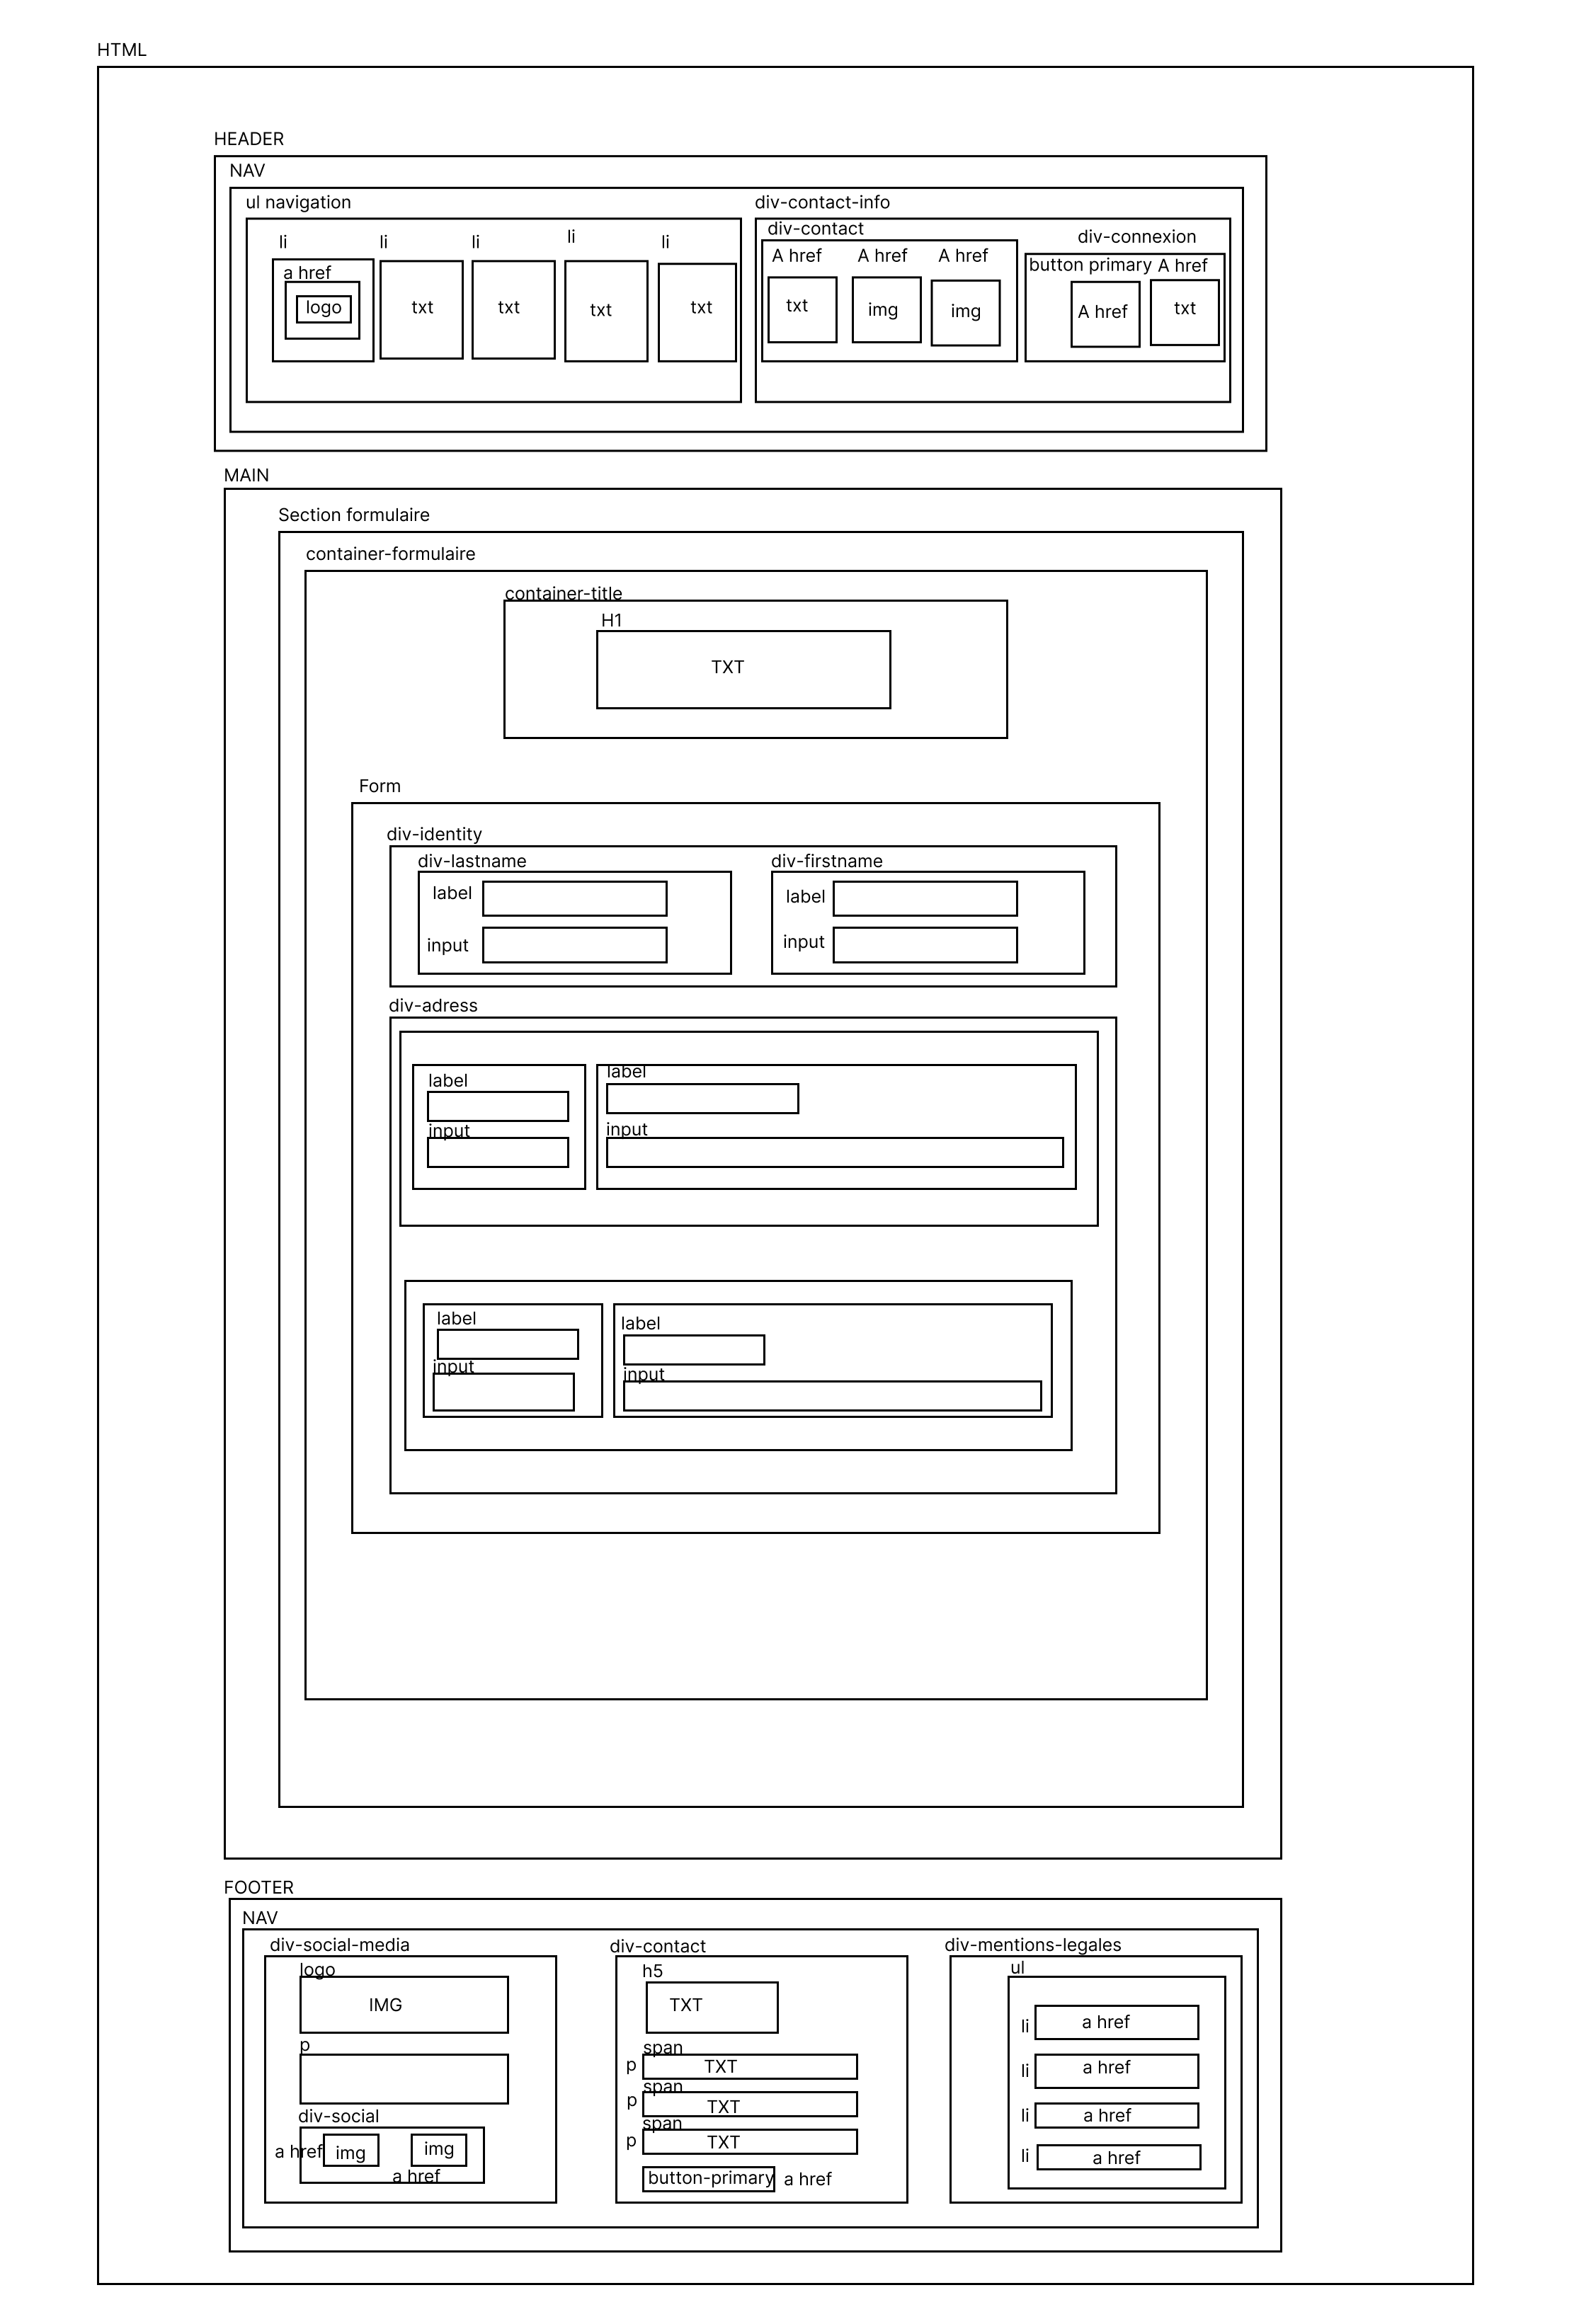 HTML
HEADER
NAV
ul navigation
div-contact-info
li
li
li
li
li
div-contact
div-connexion
a href
A href
A href
A href
button primary
A href
logo
txt
txt
txt
txt
txt
img
img
A href
txt
MAIN
Section formulaire
container-formulaire
container-title
H1
TXT
Form
div-identity
div-lastname
div-firstname
label
label
input
input
div-adress
label
label
input
input
label
label
input
input
FOOTER
NAV
div-social-media
logo
IMG
p
div-social
a href
img
img
a href
div-contact
h5
TXT
span
p
TXT
span
p
TXT
span
p
TXT
button-primary
a href
div-mentions-legales
ul
li
a href
li
a href
li
a href
li
a href